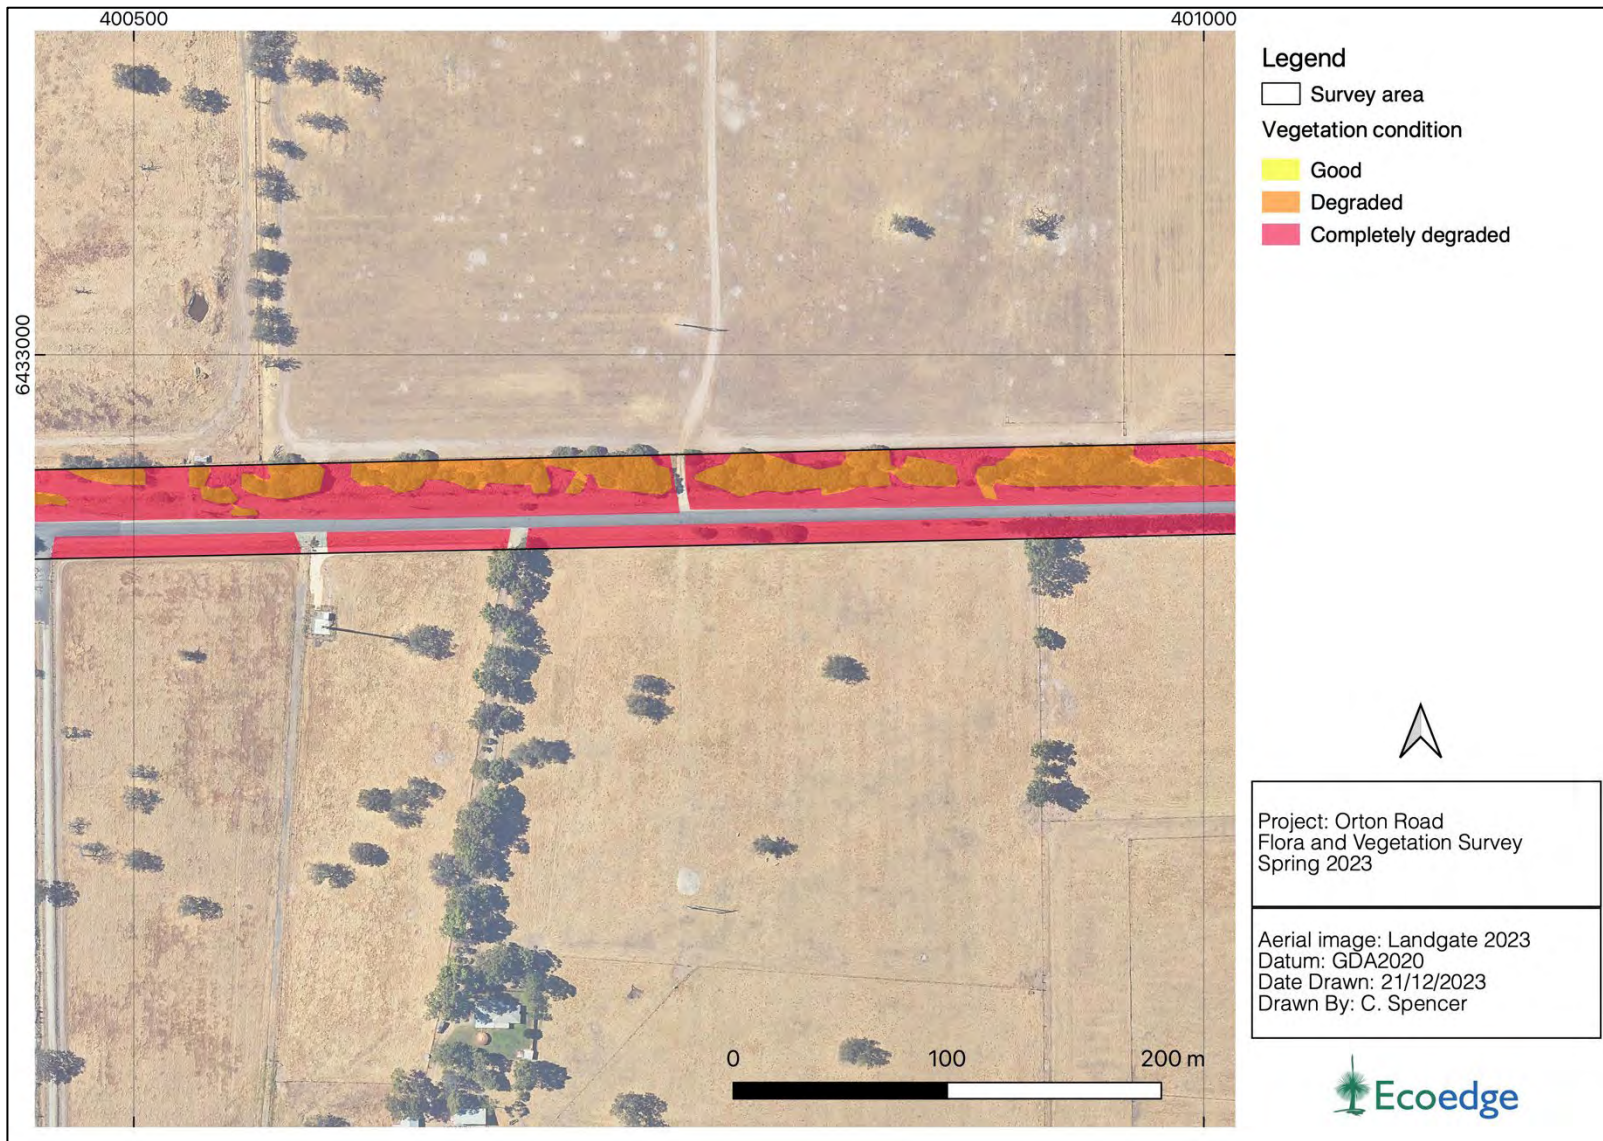 400500
401000
6433000
Legend
Survey area
Vegetation condition
Good
Degraded
Completely degraded
Project: Orton Road
Flora and Vegetation Survey
Spring 2023
Aerial image: Landgate 2023
Datum: GDA2020
Date Drawn: 21/12/2023
Drawn By: C. Spencer
0 100 200 m
Ecoedge